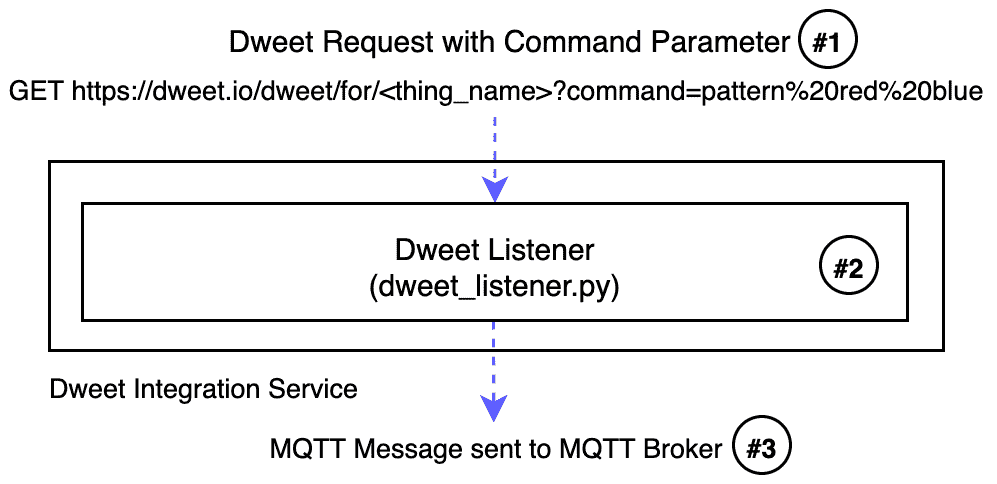 Dweet Request with Command Parameter #1
GET https://dweet.io/dweet/for/<thing_name>?command=pattern%20red%20blue
Dweet Listener
(dweet_listener.py)
#2
Dweet Integration Service
MQTT Message sent to MQTT Broker #3